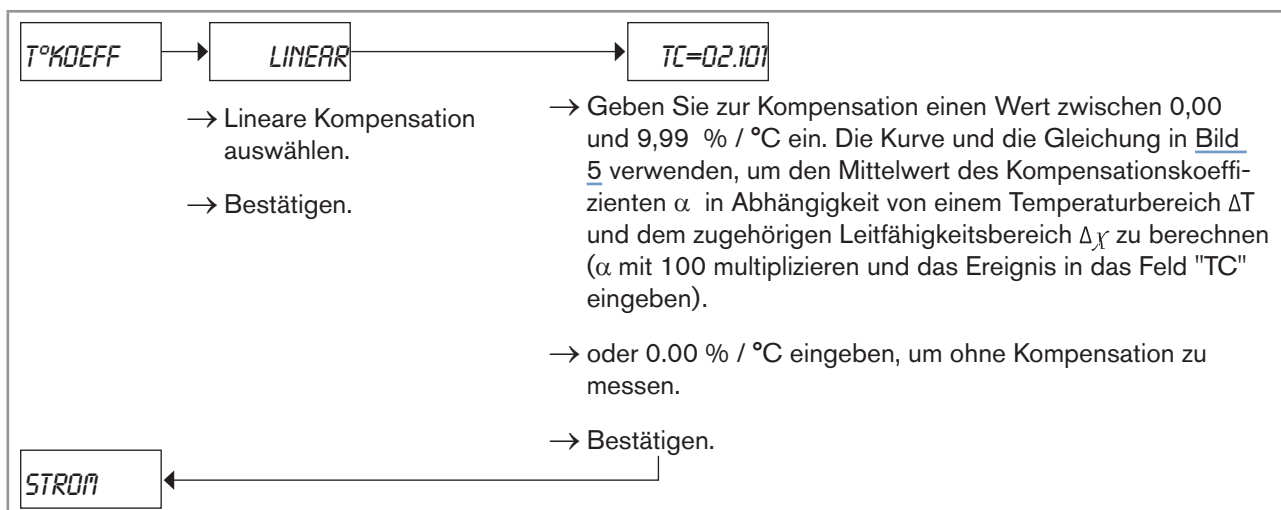 T°KOEFF
LINEAR
TC=02.101
→ Lineare Kompensation
auswählen.
→ Bestätigen.
→ Geben Sie zur Kompensation einen Wert zwischen 0,00
und 9,99 % / °C ein. Die Kurve und die Gleichung in Bild
5 verwenden, um den Mittelwert des Kompensationskoeffi-
zienten α in Abhängigkeit von einem Temperaturbereich ΔT
und dem zugehörigen Leitfähigkeitsbereich Δχ zu berechnen
(α mit 100 multiplizieren und das Ereignis in das Feld "TC"
eingeben).
→ oder 0.00 % / °C eingeben, um ohne Kompensation zu
messen.
→ Bestätigen.
STROM